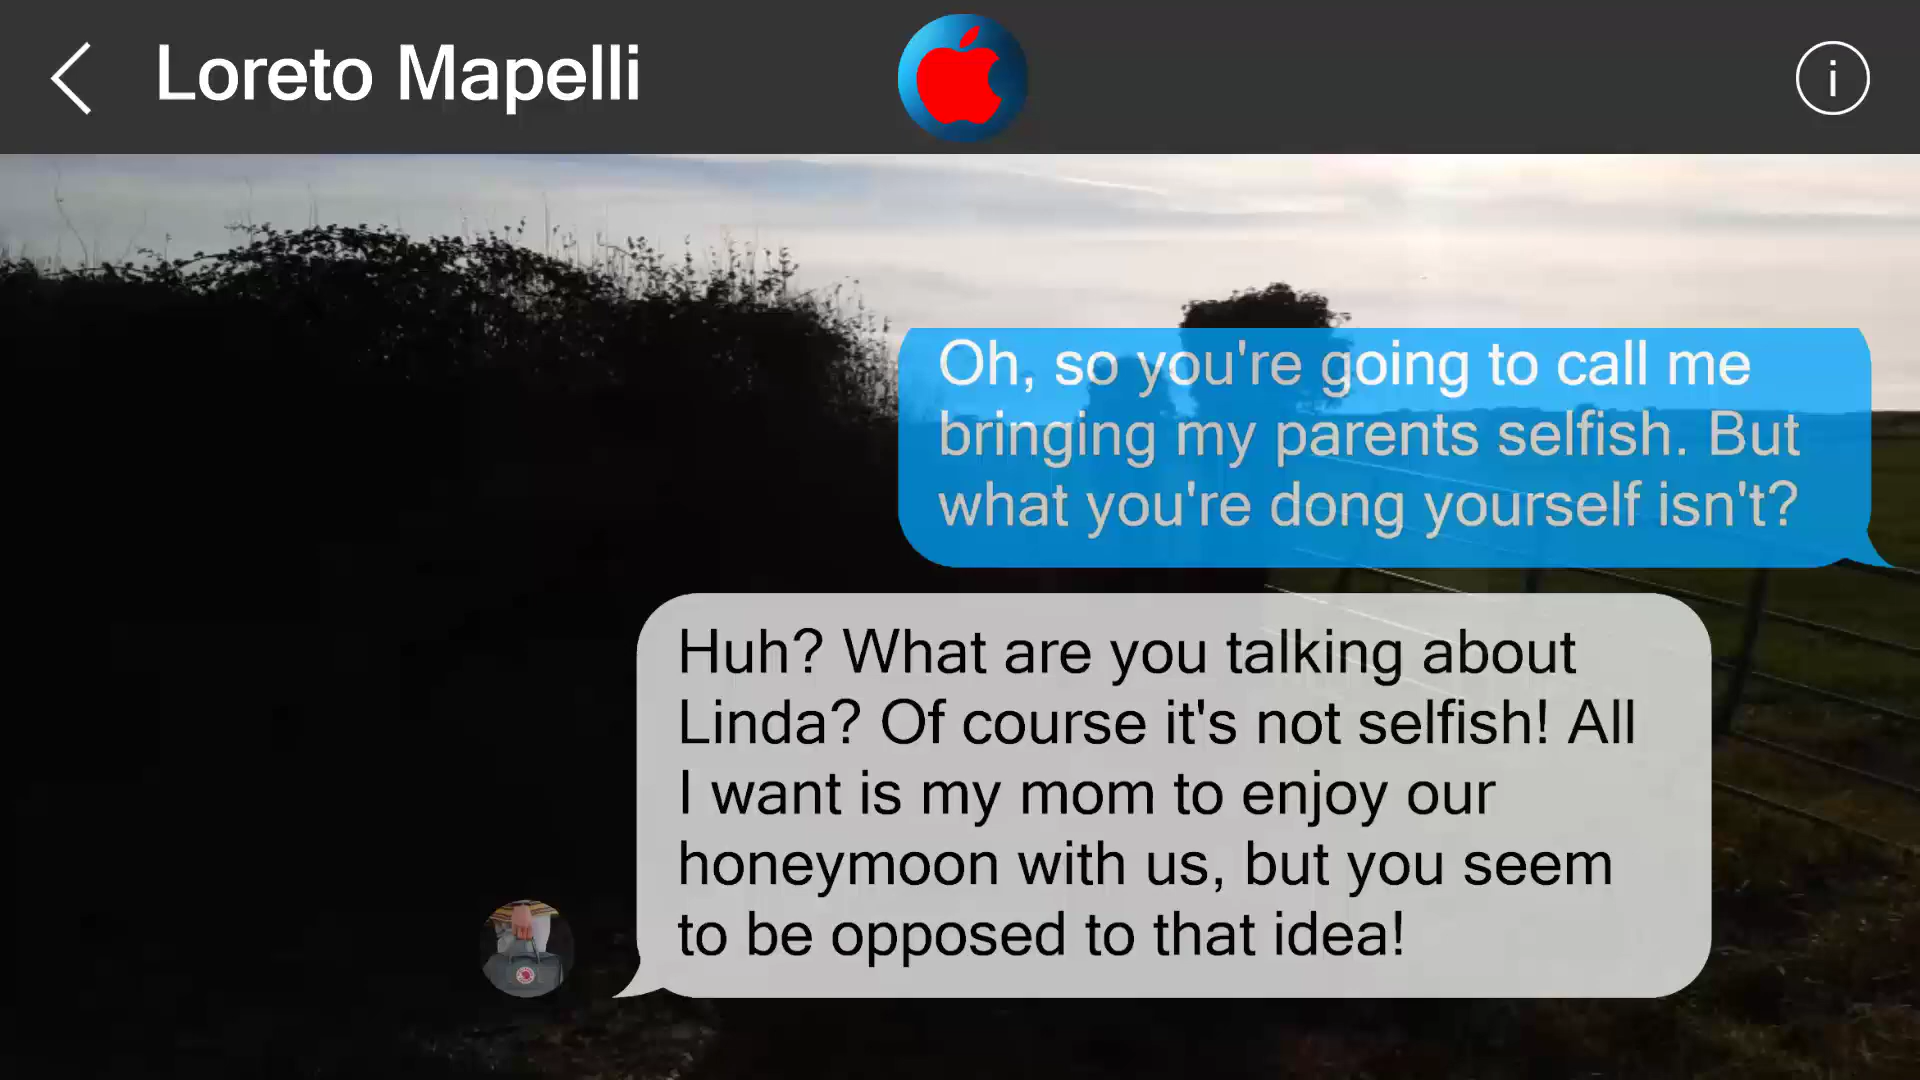 Loreto Mapelli
i
Oh, so you're going to call me
bringing my parents selfish. But
what you're dong yourself isn't?
Huh? What are you talking about
Linda? Of course it's not selfish! All
I want is my mom to enjoy our
honeymoon with us, but you seem
to be opposed to that idea!